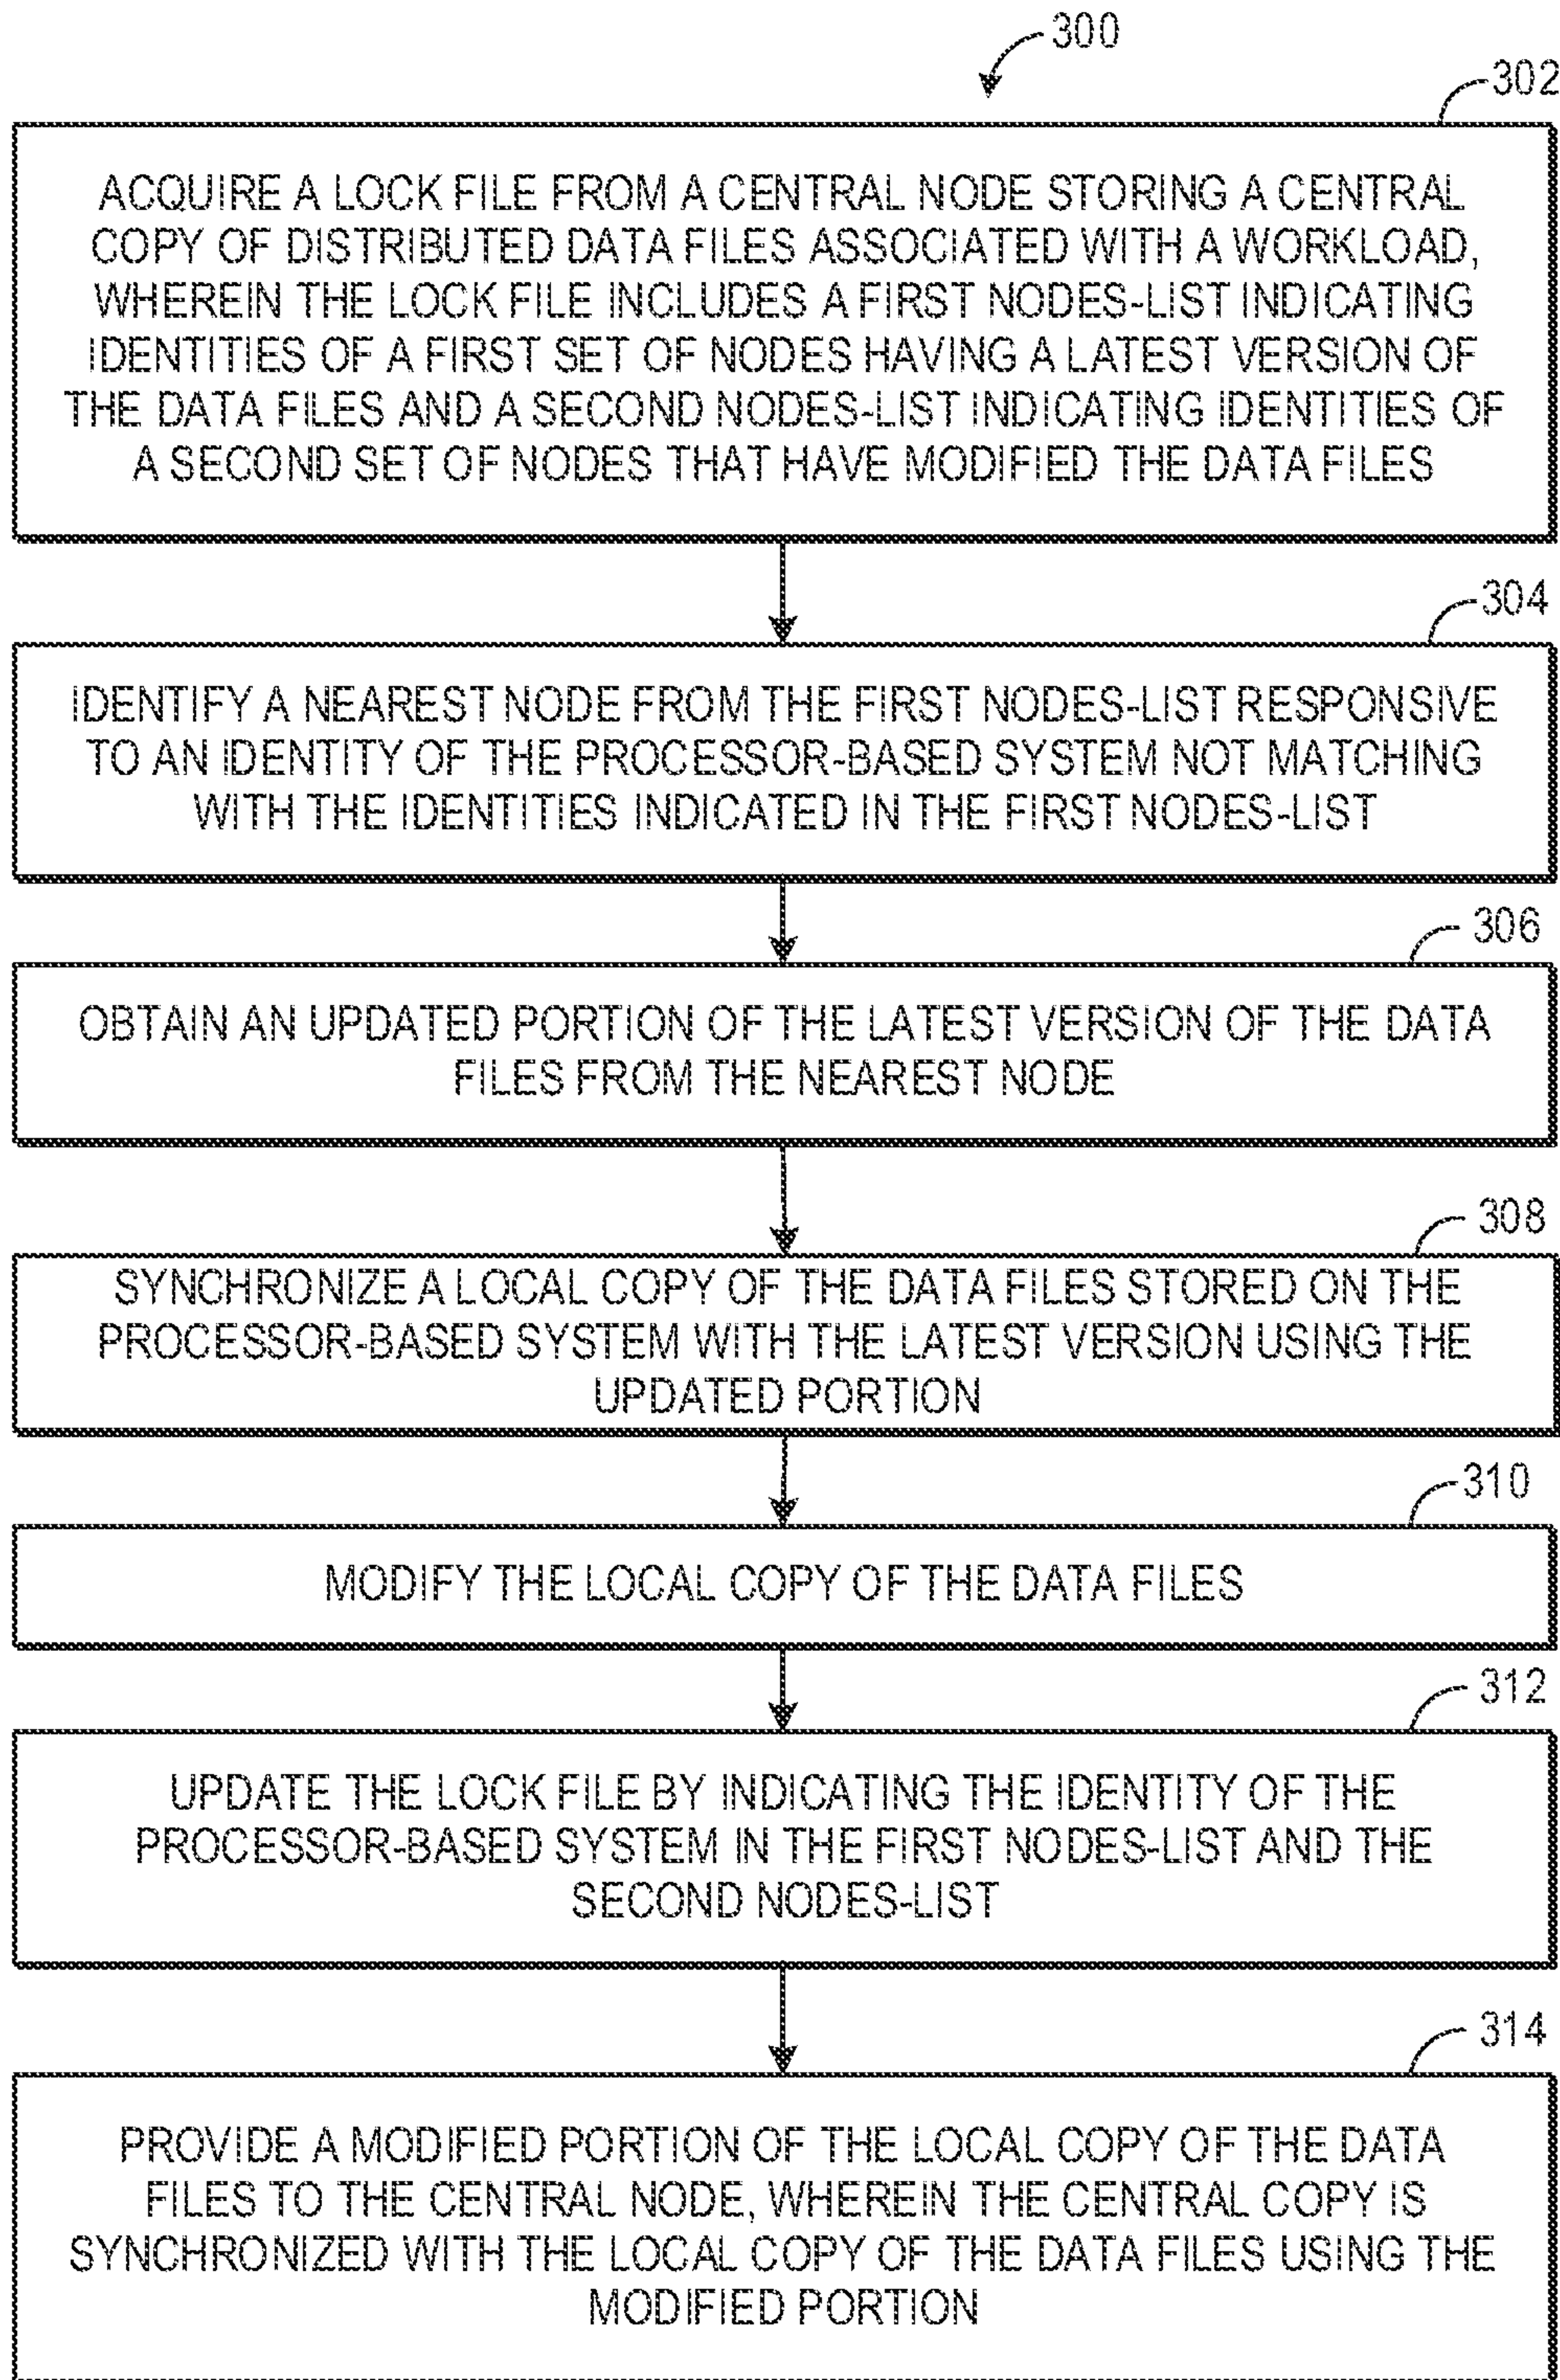 300
302
ACQUIRE A LOCK FILE FROM A CENTRAL NODE STORING A CENTRAL
COPY OF DISTRIBUTED DATA FILES ASSOCIATED WITH A WORKLOAD,
WHEREIN THE LOCK FILE INCLUDES A FIRST NODES-LIST INDICATING
IDENTITIES OF A FIRST SET OF NODES HAVING A LATEST VERSION OF
THE DATA FILES AND A SECOND NODES-LIST INDICATING IDENTITIES OF
A SECOND SET OF NODES THAT HAVE MODIFIED THE DATA FILES
304
IDENTIFY A NEAREST NODE FROM THE FIRST NODES-LIST RESPONSIVE
TO AN IDENTITY OF THE PROCESSOR-BASED SYSTEM NOT MATCHING
WITH THE IDENTITIES INDICATED IN THE FIRST NODES-LIST
306
OBTAIN AN UPDATED PORTION OF THE LATEST VERSION OF THE DATA
FILES FROM THE NEAREST NODE
308
SYNCHRONIZE A LOCAL COPY OF THE DATA FILES STORED ON THE
PROCESSOR-BASED SYSTEM WITH THE LATEST VERSION USING THE
UPDATED PORTION
310
MODIFY THE LOCAL COPY OF THE DATA FILES
312
UPDATE THE LOCK FILE BY INDICATING THE IDENTITY OF THE
PROCESSOR-BASED SYSTEM IN THE FIRST NODES-LIST AND THE
SECOND NODES-LIST
314
PROVIDE A MODIFIED PORTION OF THE LOCAL COPY OF THE DATA
FILES TO THE CENTRAL NODE, WHEREIN THE CENTRAL COPY IS
SYNCHRONIZED WITH THE LOCAL COPY OF THE DATA FILES USING THE
MODIFIED PORTION